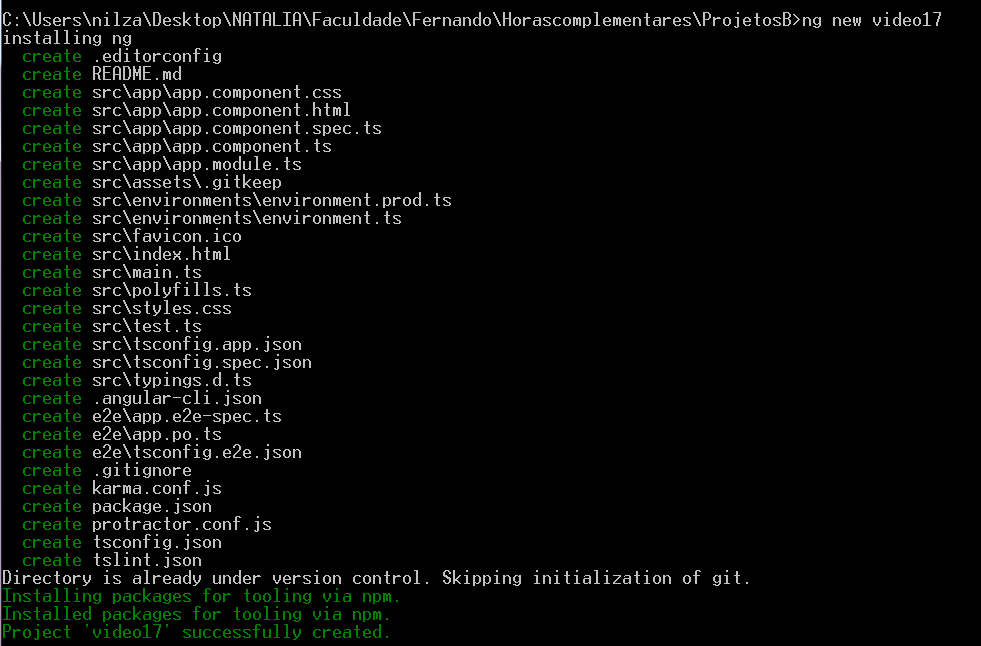 C:\Users\nilza\Desktop\NATALIA\Faculdade\Fernando\Horascomplementares\ProjetosB>ng new video17
installing ng
  create .editorconfig
  create README.md
  create src\app\app.component.css
  create src\app\app.component.html
  create src\app\app.component.spec.ts
  create src\app\app.component.ts
  create src\app\app.module.ts
  create src\assets\.gitkeep
  create src\environments\environment.prod.ts
  create src\environments\environment.ts
  create src\favicon.ico
  create src\index.html
  create src\main.ts
  create src\polyfills.ts
  create src\styles.css
  create src\test.ts
  create src\tsconfig.app.json
  create src\tsconfig.spec.json
  create src\typings.d.ts
  create .angular-cli.json
  create e2e\app.e2e-spec.ts
  create e2e\app.po.ts
  create e2e\tsconfig.e2e.json
  create .gitignore
  create karma.conf.js
  create package.json
  create protractor.conf.js
  create tsconfig.json
  create tslint.json
Directory is already under version control. Skipping initialization of git.
Installing packages for tooling via npm.
Installed packages for tooling via npm.
Project 'video17' successfully created.